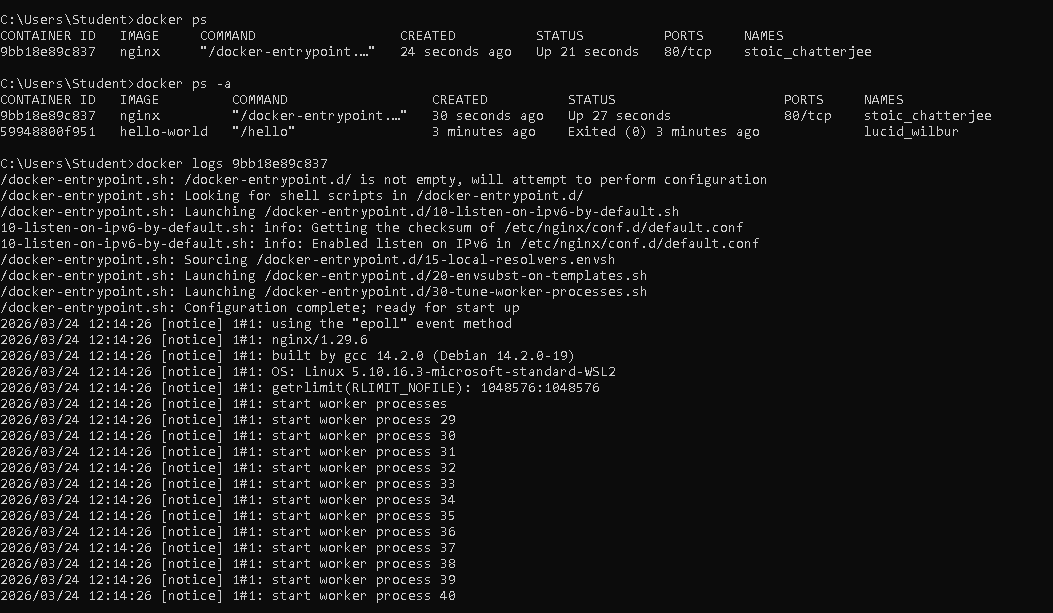 C:\Users\Student>docker ps
CONTAINER ID   IMAGE     COMMAND                  CREATED          STATUS          PORTS     NAMES
9bb18e89c837   nginx     "/docker-entrypoint.…"   24 seconds ago   Up 21 seconds   80/tcp    stoic_chatterjee
C:\Users\Student>docker ps -a
CONTAINER ID   IMAGE         COMMAND                  CREATED          STATUS                     PORTS     NAMES
9bb18e89c837   nginx         "/docker-entrypoint.…"   30 seconds ago   Up 27 seconds              80/tcp    stoic_chatterjee
59948800f951   hello-world   "/hello"                 3 minutes ago    Exited (0) 3 minutes ago             lucid_wilbur
C:\Users\Student>docker logs 9bb18e89c837
/docker-entrypoint.sh: /docker-entrypoint.d/ is not empty, will attempt to perform configuration
/docker-entrypoint.sh: Looking for shell scripts in /docker-entrypoint.d/
/docker-entrypoint.sh: Launching /docker-entrypoint.d/10-listen-on-ipv6-by-default.sh
10-listen-on-ipv6-by-default.sh: info: Getting the checksum of /etc/nginx/conf.d/default.conf
10-listen-on-ipv6-by-default.sh: info: Enabled listen on IPv6 in /etc/nginx/conf.d/default.conf
/docker-entrypoint.sh: Sourcing /docker-entrypoint.d/15-local-resolvers.envsh
/docker-entrypoint.sh: Launching /docker-entrypoint.d/20-envsubst-on-templates.sh
/docker-entrypoint.sh: Launching /docker-entrypoint.d/30-tune-worker-processes.sh
/docker-entrypoint.sh: Configuration complete; ready for start up
2026/03/24 12:14:26 [notice] 1#1: using the "epoll" event method
2026/03/24 12:14:26 [notice] 1#1: nginx/1.29.6
2026/03/24 12:14:26 [notice] 1#1: built by gcc 14.2.0 (Debian 14.2.0-19)
2026/03/24 12:14:26 [notice] 1#1: OS: Linux 5.10.16.3-microsoft-standard-WSL2
2026/03/24 12:14:26 [notice] 1#1: getrlimit(RLIMIT_NOFILE): 1048576:1048576
2026/03/24 12:14:26 [notice] 1#1: start worker processes
2026/03/24 12:14:26 [notice] 1#1: start worker process 29
2026/03/24 12:14:26 [notice] 1#1: start worker process 30
2026/03/24 12:14:26 [notice] 1#1: start worker process 31
2026/03/24 12:14:26 [notice] 1#1: start worker process 32
2026/03/24 12:14:26 [notice] 1#1: start worker process 33
2026/03/24 12:14:26 [notice] 1#1: start worker process 34
2026/03/24 12:14:26 [notice] 1#1: start worker process 35
2026/03/24 12:14:26 [notice] 1#1: start worker process 36
2026/03/24 12:14:26 [notice] 1#1: start worker process 37
2026/03/24 12:14:26 [notice] 1#1: start worker process 38
2026/03/24 12:14:26 [notice] 1#1: start worker process 39
2026/03/24 12:14:26 [notice] 1#1: start worker process 40